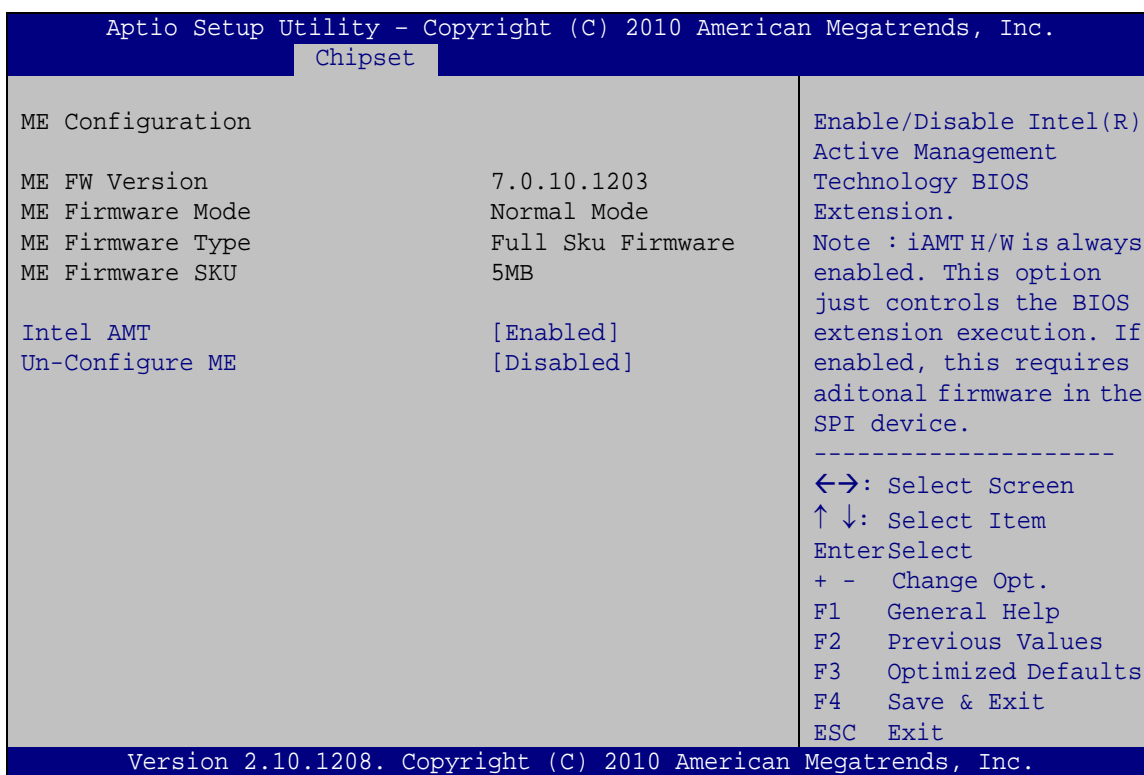 Aptio Setup Utility – Copyright (C) 2010 American Megatrends, Inc.
Chipset
ME Configuration
ME FW Version 7.0.10.1203
ME Firmware Mode Normal Mode
ME Firmware Type Full Sku Firmware
ME Firmware SKU 5MB
Intel AMT [Enabled]
Un-Configure ME [Disabled]
Enable/Disable Intel(R)
Active Management
Technology BIOS
Extension.
Note : iAMT H/W is always
enabled. This option
just controls the BIOS
extension execution. If
enabled, this requires
aditonal firmware in the
SPI device.
---------------------
←→: Select Screen
↑ ↓: Select Item
EnterSelect
+ - Change Opt.
F1 General Help
F2 Previous Values
F3 Optimized Defaults
F4 Save & Exit
ESC Exit
Version 2.10.1208. Copyright (C) 2010 American Megatrends, Inc.